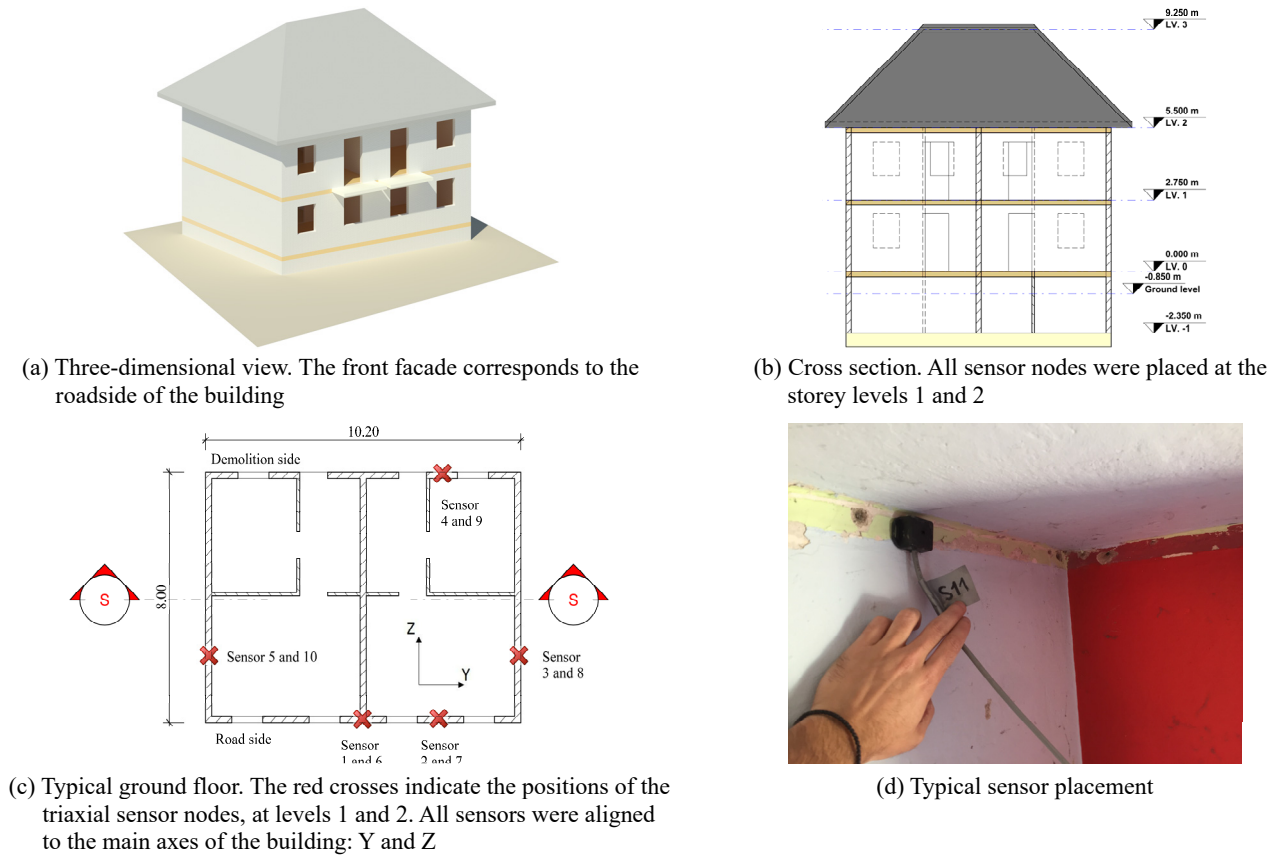 9.250 m
LV. 3
5.500 m
LV. 2
2.750 m
LV. 1
0.000 m
LV. 0
-0.850 m
Ground level
-2.350 m
LV. -1
(a) Three-dimensional view. The front facade corresponds to the
roadside of the building
(b) Cross section. All sensor nodes were placed at the
storey levels 1 and 2
10.20
Demolition side
Sensor
4 and 9
8.00
S
S
Z
Y
Sensor 5 and 10
Sensor
3 and 8
Road side
Sensor
1 and 6
Sensor
2 and 7
S11
(c) Typical ground floor. The red crosses indicate the positions of the
triaxial sensor nodes, at levels 1 and 2. All sensors were aligned
to the main axes of the building: Y and Z
(d) Typical sensor placement